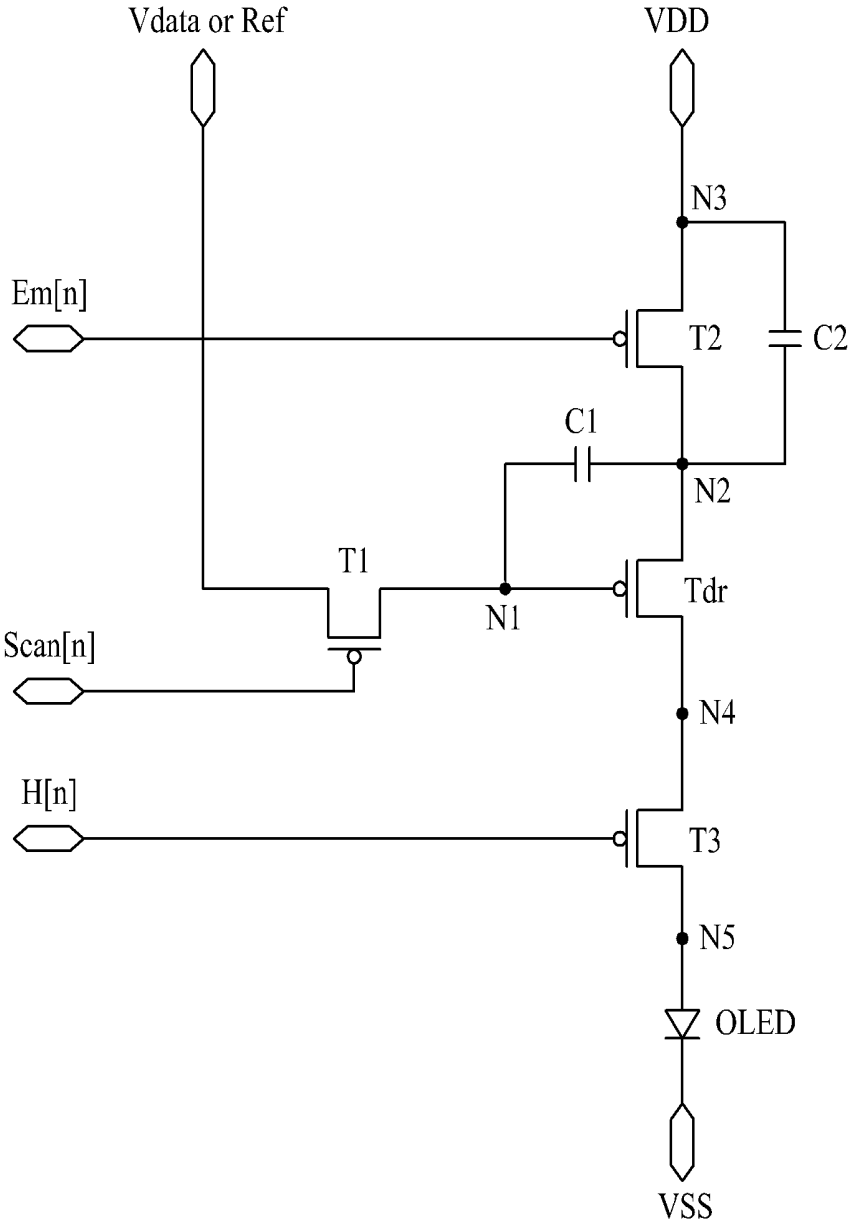 Vdata or Ref
VDD
N3
Em[n]
T2
C2
C1
N2
T1
Tdr
N1
Scan[n]
N4
H[n]
T3
N5
OLED
VSS